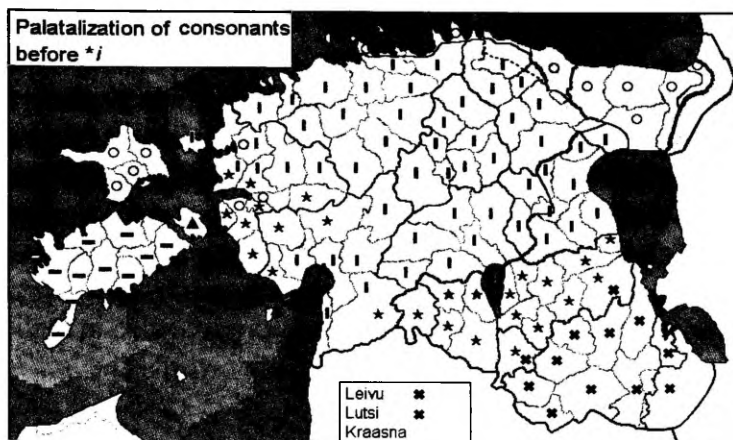 Palatalization of consonants
before *i
Leivu ✖
Lutsi ✖
Kraasna